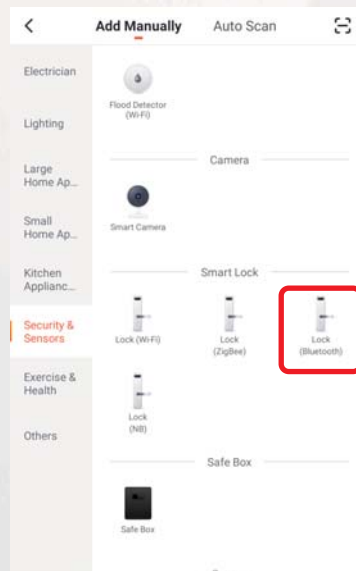 Add Manually
Auto Scan
Electrician
Lighting
Large
Home Ap...
Small
Home Ap...
Kitchen
Applianc...
Security &
Sensors
Exercise &
Health
Others
Flood Detector
(Wi-Fi)
Camera
Smart Camera
Smart Lock
Lock (Wi-Fi)
Lock
(ZigBee)
Lock
(Bluetooth)
Lock
(NB)
Safe Box
Safe Box